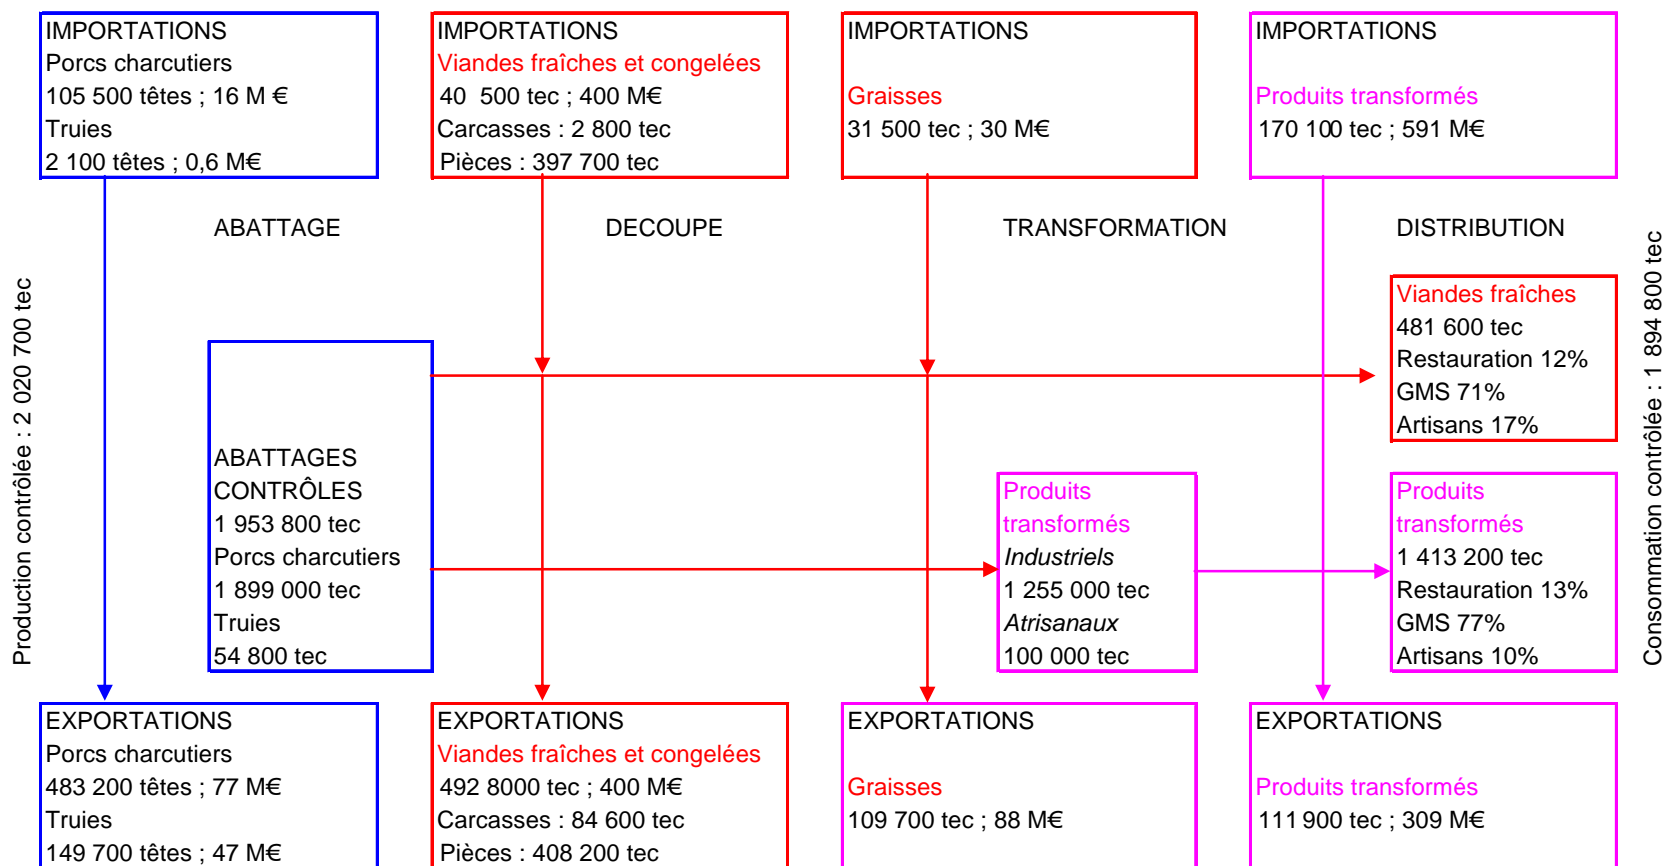 IMPORTATIONS
Porcs charcutiers
105 500 têtes ; 16 M €
Truies
2 100 têtes ; 0,6 M€
IMPORTATIONS
Viandes fraîches et congelées
40 500 tec ; 400 M€
Carcasses : 2 800 tec
Pièces : 397 700 tec
IMPORTATIONS
Graisses
31 500 tec ; 30 M€
IMPORTATIONS
Produits transformés
170 100 tec ; 591 M€
ABATTAGE
DECOUPE
TRANSFORMATION
DISTRIBUTION
Production contrôlée : 2 020 700 tec
ABATTAGES
CONTRÔLES
1 953 800 tec
Porcs charcutiers
1 899 000 tec
Truies
54 800 tec
Produits
transformés
Industriels
1 255 000 tec
Atrisanaux
100 000 tec
Viandes fraîches
481 600 tec
Restauration 12%
GMS 71%
Artisans 17%
Produits
transformés
1 413 200 tec
Restauration 13%
GMS 77%
Artisans 10%
Consommation contrôlée : 1 894 800 tec
EXPORTATIONS
Porcs charcutiers
483 200 têtes ; 77 M€
Truies
149 700 têtes ; 47 M€
EXPORTATIONS
Viandes fraîches et congelées
492 8000 tec ; 400 M€
Carcasses : 84 600 tec
Pièces : 408 200 tec
EXPORTATIONS
Graisses
109 700 tec ; 88 M€
EXPORTATIONS
Produits transformés
111 900 tec ; 309 M€